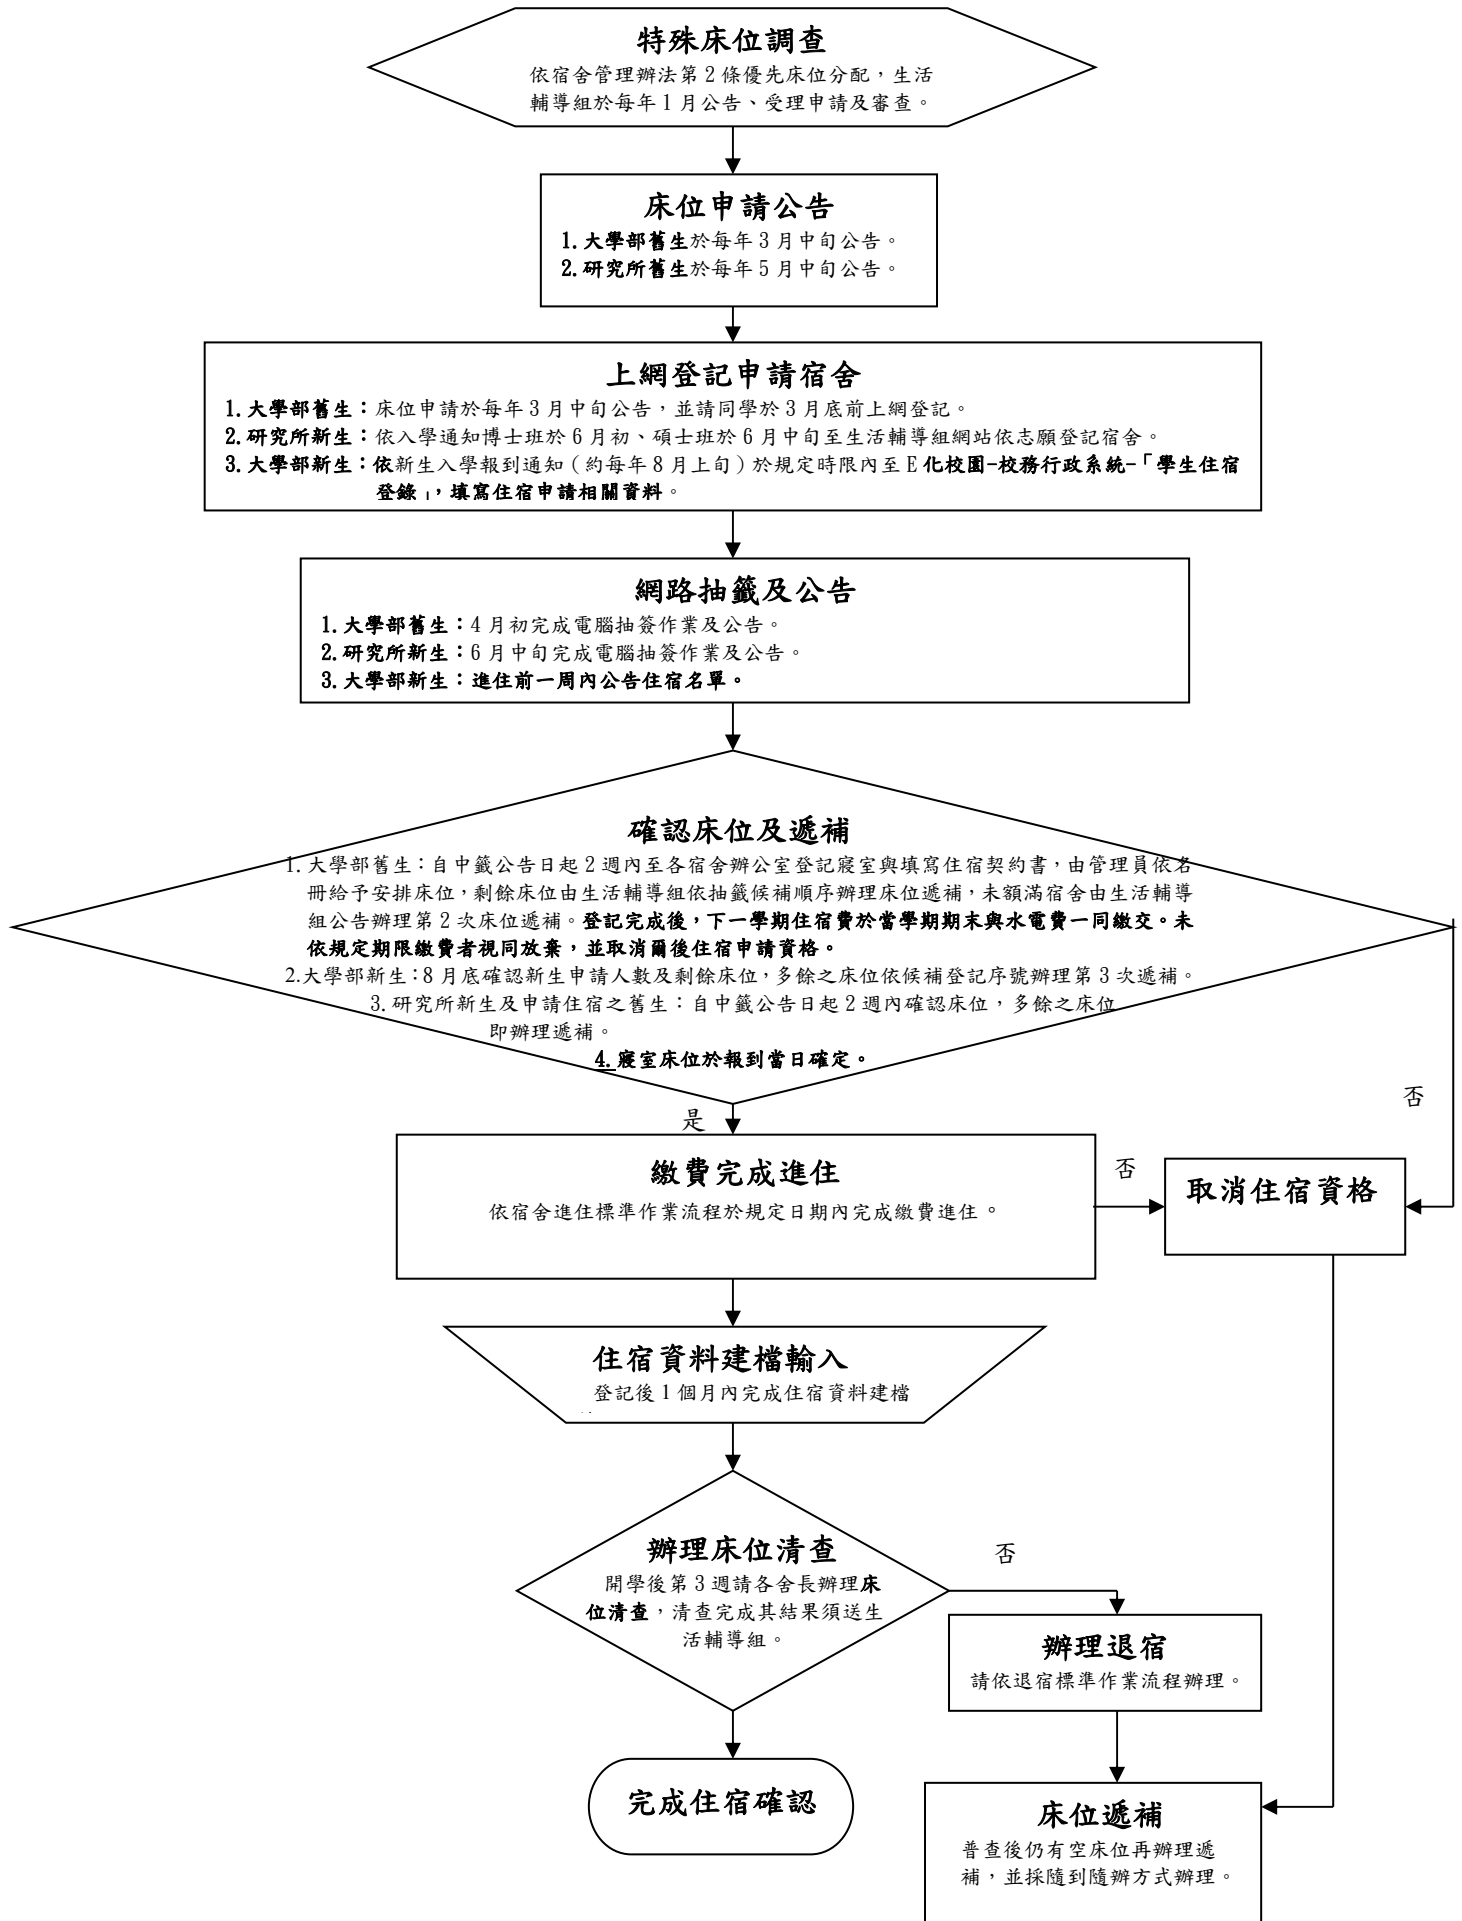 特殊床位調查
依宿舍管理辦法第2條優先床位分配，生活
輔導組於每年1月公告、受理申請及審查。
床位申請公告
1.大學部舊生於每年3月中旬公告。
2.研究所舊生於每年5月中旬公告。
上網登記申請宿舍
1.大學部舊生：床位申請於每年3月中旬公告，並請同學於3月底前上網登記。
2.研究所新生：依入學通知博士班於6月初、碩士班於6月中旬至生活輔導組網站依志願登記宿舍。
3.大學部新生：依新生入學報到通知（約每年8月上旬）於規定時限內至E化校園-校務行政系統-「學生住宿
登錄」，填寫住宿申請相關資料。
網路抽籤及公告
1.大學部舊生：4月初完成電腦抽簽作業及公告。
2.研究所新生：6月中旬完成電腦抽簽作業及公告。
3.大學部新生：進住前一周內公告住宿名單。
確認床位及遞補
1.大學部舊生：自中籤公告日起2週內至各宿舍辦公室登記寢室與填寫住宿契約書，由管理員依名
冊給予安排床位，剩餘床位由生活輔導組依抽籤候補順序辦理床位遞補，未額滿宿舍由生活輔導
組公告辦理第2次床位遞補。登記完成後，下一學期住宿費於當學期期末與水電費一同繳交。未
依規定期限繳費者視同放棄，並取消爾後住宿申請資格。
2.大學部新生:8月底確認新生申請人數及剩餘床位，多餘之床位依候補登記序號辦理第3次遞補。
3.研究所新生及申請住宿之舊生：自中籤公告日起2週內確認床位，多餘之床位
即辦理遞補。
4.寢室床位於報到當日確定。
否
是
繳費完成進住
依宿舍進住標準作業流程於規定日期內完成繳費進住。
否
取消住宿資格
住宿資料建檔輸入
登記後1個月內完成住宿資料建檔
辦理床位清查
開學後第3週請各舍長辦理床
位清查，清查完成其結果須送生
活輔導組。
否
辦理退宿
請依退宿標準作業流程辦理。
完成住宿確認
床位遞補
普查後仍有空床位再辦理遞
補，並採隨到隨辦方式辦理。